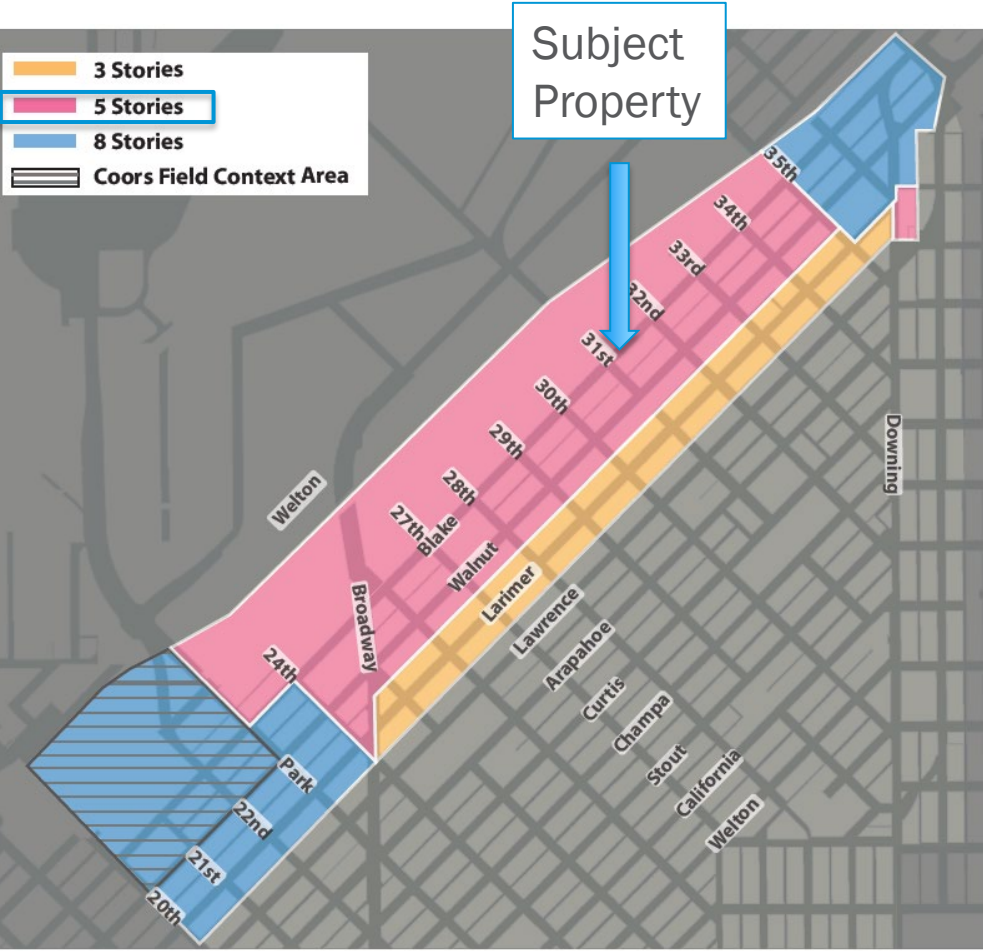 Subject
Property
3 Stories
5 Stories
8 Stories
Coors Field Context Area
35th
34th
33rd
32nd
31st
30th
29th
28th
27th
Blake
Walnut
Welton
Downing
Broadway
Larimer
Lawrence
Arapahoe
Curtis
Champa
Stout
California
Welton
24th
Park
22nd
21st
20th